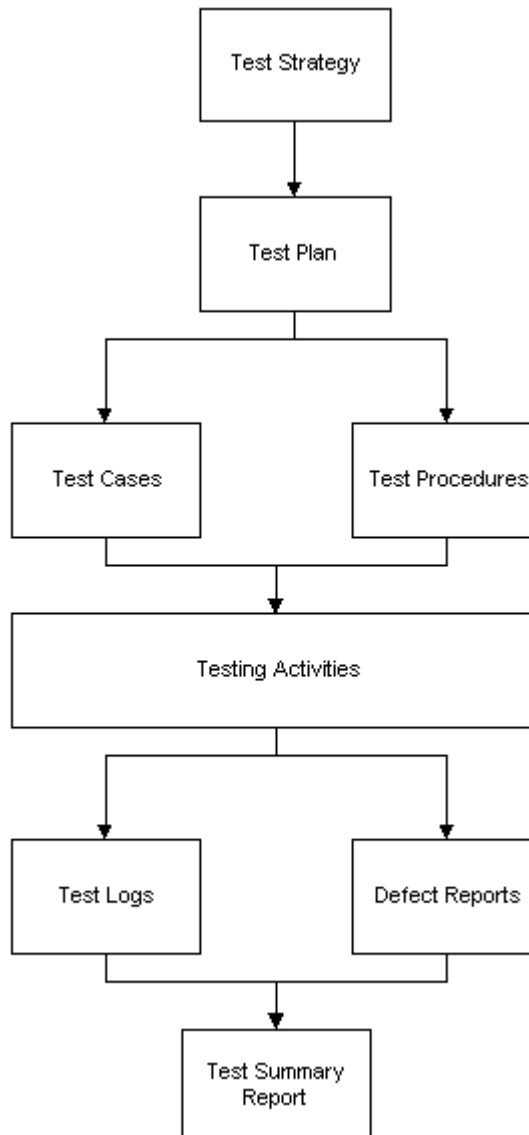 Test Strategy
Test Plan
Test Cases
Test Procedures
Testing Activities
Test Logs
Defect Reports
Test Summary
Report